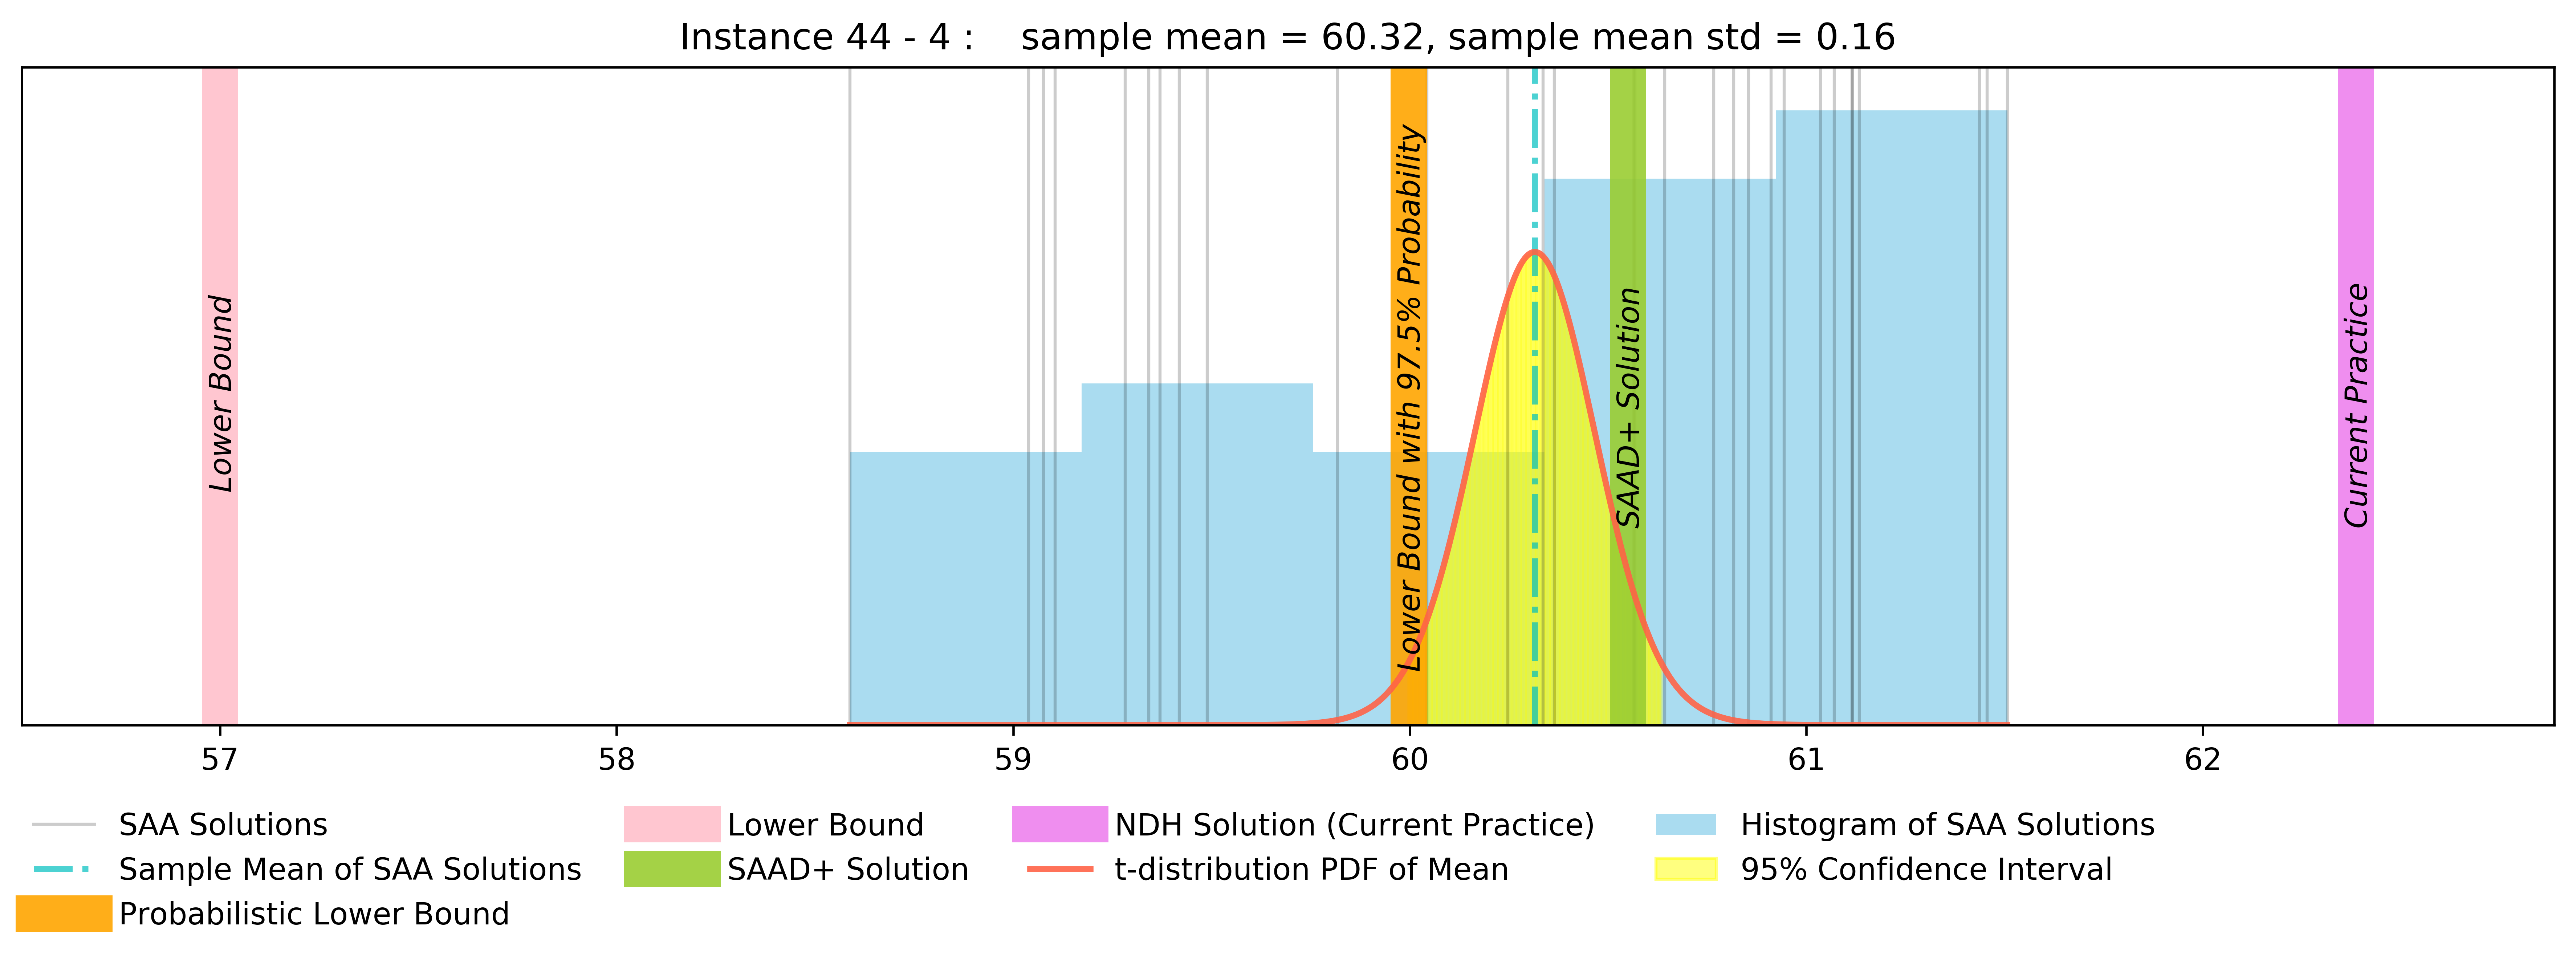 Instance 44 - 4 :    sample mean = 60.32, sample mean std = 0.16
Lower Bound
Lower Bound with 97.5% Probability
SAAD+ Solution
Current Practice
57 58 59 60 61 62
SAA Solutions
Sample Mean of SAA Solutions
Probabilistic Lower Bound
Lower Bound
SAAD+ Solution
NDH Solution (Current Practice)
t-distribution PDF of Mean
Histogram of SAA Solutions
95% Confidence Interval